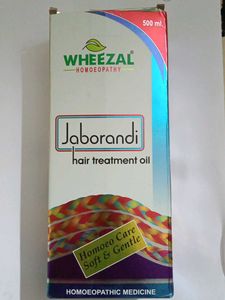 500 ml.
WHEEZAL
HOMOEOPATHY
Jaborandi
hair treatment oil
Homoeo Care
Soft & Gentle
HOMOEOPATHIC MEDICINE